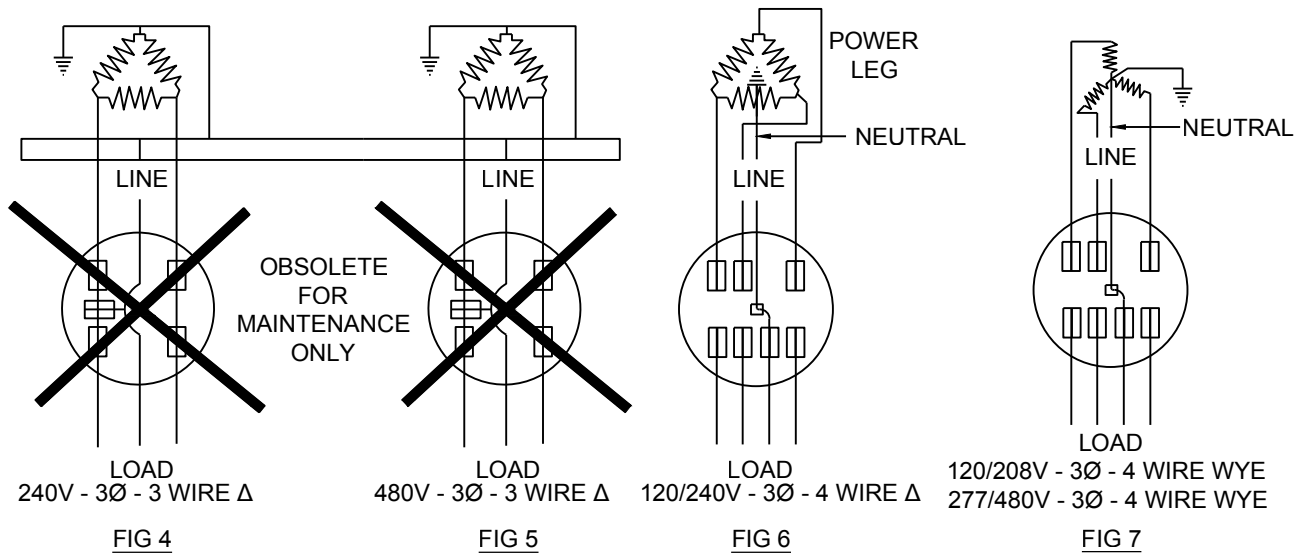 POWER
LEG
NEUTRAL
NEUTRAL
LINE
LINE
LINE
LINE
OBSOLETE
FOR
MAINTENANCE
ONLY
LOAD
240V - 3Ø - 3 WIRE Δ
FIG 4
LOAD
480V - 3Ø - 3 WIRE Δ
FIG 5
LOAD
120/240V - 3Ø - 4 WIRE Δ
FIG 6
LOAD
120/208V - 3Ø - 4 WIRE WYE
277/480V - 3Ø - 4 WIRE WYE
FIG 7